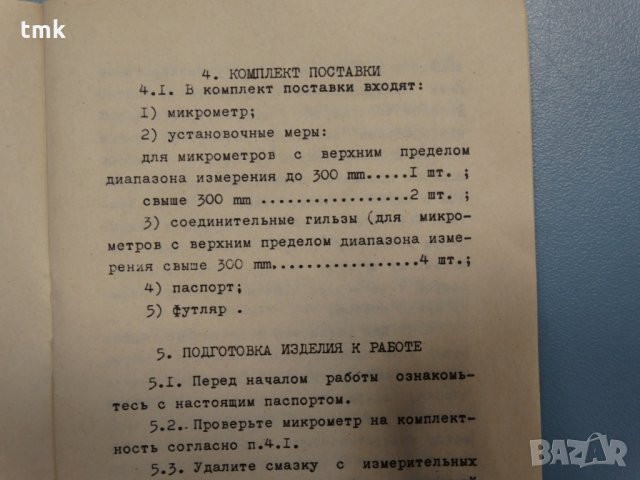 tmk
4. КОМПЛЕКТ ПОСТАВКИ
4.I. В комплект поставки входят:
I) микрометр;
2) установочные меры:
для микрометров с верхним пределом
диапазона измерения до 300 mm.....I шт. ;
свыше 300 mm .................2 шт. ;
3) соединительные гильзы (для микро-
метров с верхним пределом диапазона изме-
рения свыше 300 mm.................4 шт.;
4) паспорт;
5) футляр .
5. ПОДГОТОВКА ИЗДЕЛИЯ К РАБОТЕ
5.I. Перед началом работы ознакомь-
тесь с настоящим паспортом.
5.2. Проверьте микрометр на комплект-
ность согласно п.4.I.
5.3. Удалите смазку с измерительных
BAZAR
bg